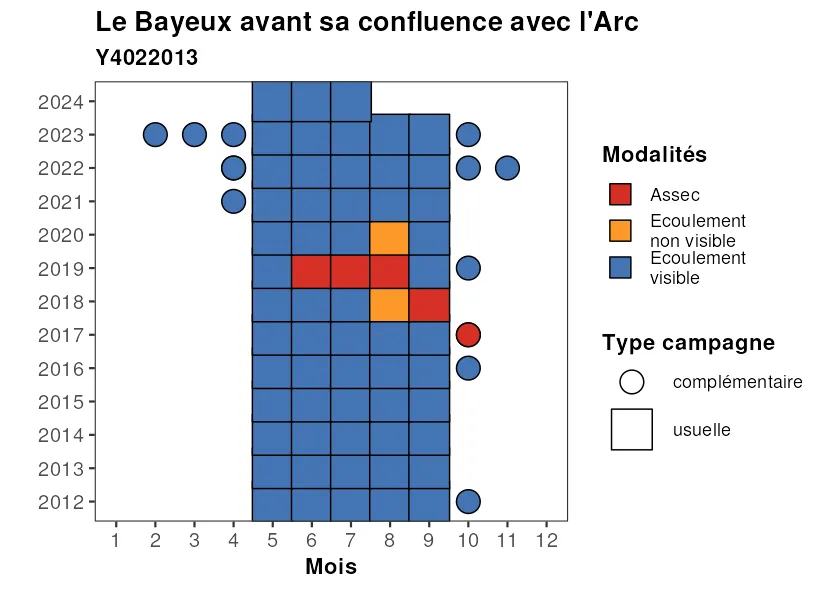 Le Bayeux avant sa confluence avec l'Arc
Y4022013
2024
2023
2022
2021
2020
2019
2018
2017
2016
2015
2014
2013
2012
1 2 3 4 5 6 7 8 9 10 11 12
Mois
Modalités
Assec
Ecoulement
non visible
Ecoulement
visible
Type campagne
complémentaire
usuelle